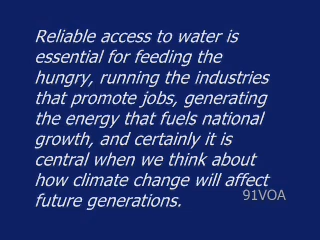 Reliable access to water is
essential for feeding the
hungry, running the industries
that promote jobs, generating
the energy that fuels national
growth, and certainly it is
central when we think about
how climate change will affect
future generations.
91VOA